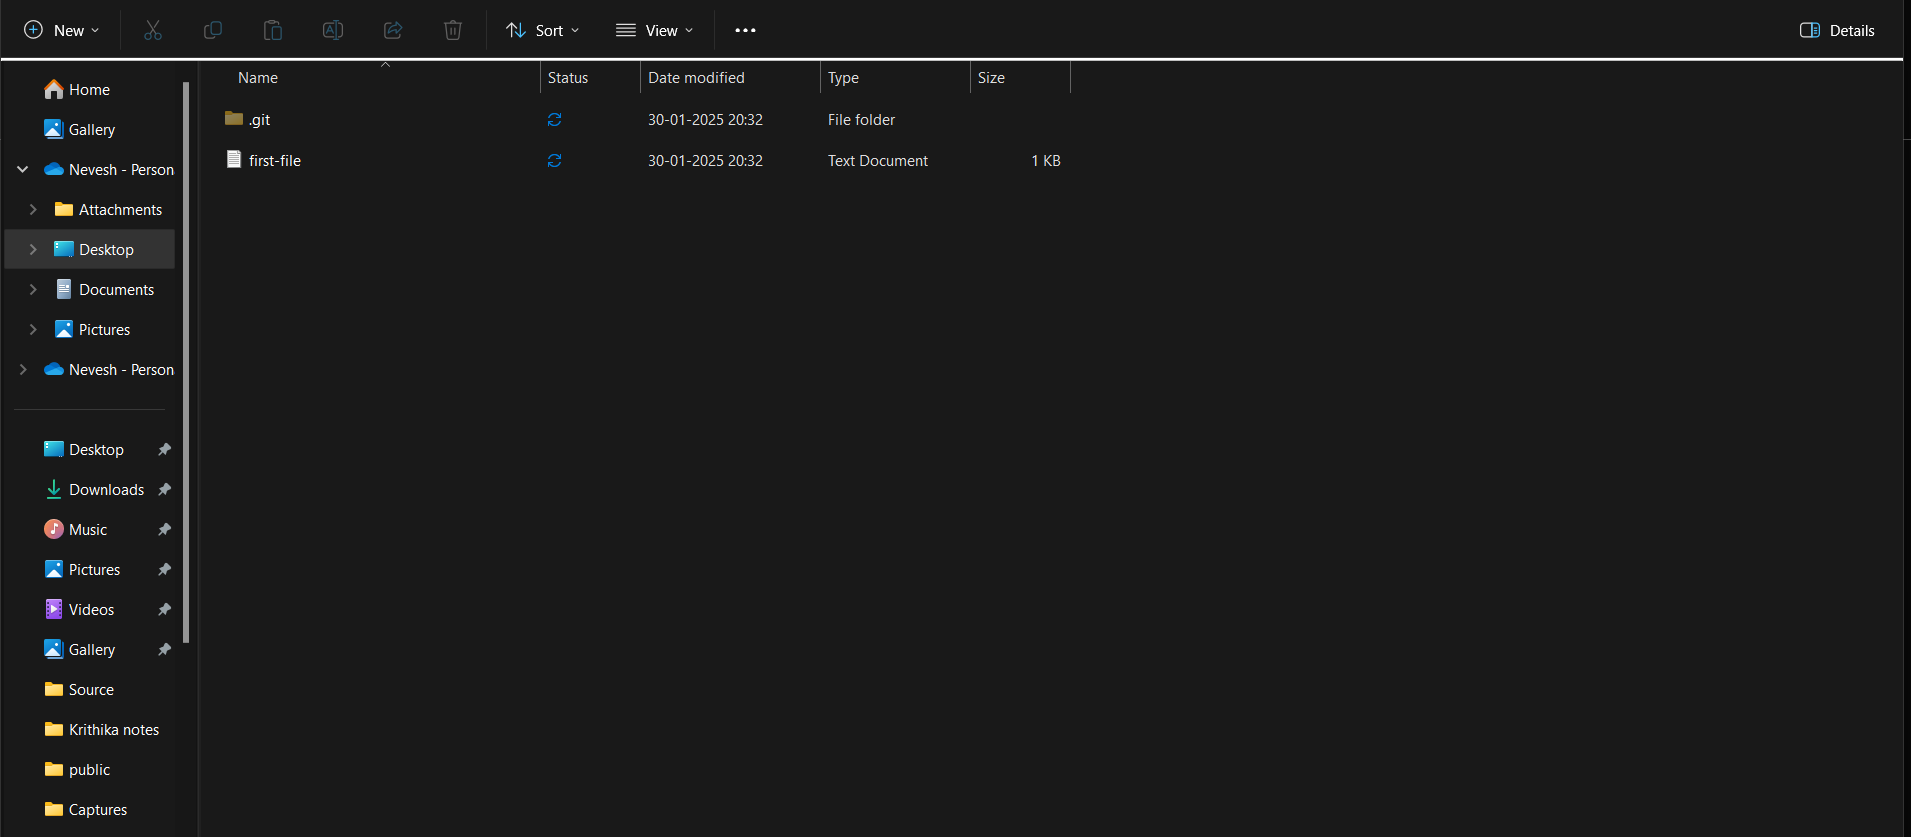 New Sort View Details
Name Status Date modified Type Size
.git 30-01-2025 20:32 File folder
first-file 30-01-2025 20:32 Text Document 1 KB
Home
Gallery
Nevesh - Person
Attachments
Desktop
Documents
Pictures
Nevesh - Person
Desktop
Downloads
Music
Pictures
Videos
Gallery
Source
Krithika notes
public
Captures